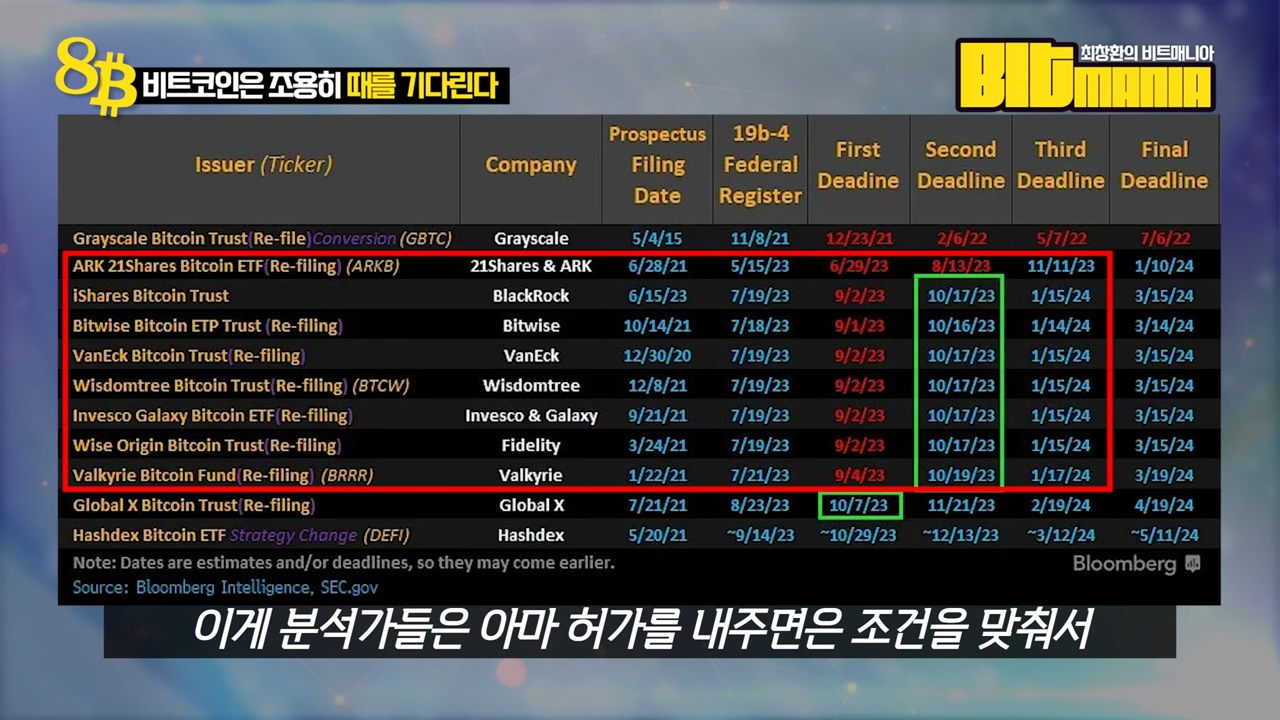 8B 비트코인은 조용히 때를 기다린다
최창환의 비트매니아
BIT MANIA
Issuer (Ticker) Company Prospectus Filing Date 19b-4 Federal Register First Deadine Second Deadline Third Deadline Final Deadline
Grayscale Bitcoin Trust(Re-file)Conversion (GBTC) Grayscale 5/4/15 11/8/21 12/23/21 2/6/22 5/7/22 7/6/22
ARK 21Shares Bitcoin ETF(Re-filing) (ARKB) 21Shares & ARK 6/28/21 5/15/23 6/29/23 8/13/23 11/11/23 1/10/24
iShares Bitcoin Trust BlackRock 6/15/23 7/19/23 9/2/23 10/17/23 1/15/24 3/15/24
Bitwise Bitcoin ETP Trust (Re-filing) Bitwise 10/14/21 7/18/23 9/1/23 10/16/23 1/14/24 3/14/24
VanEck Bitcoin Trust(Re-filing) VanEck 12/30/20 7/19/23 9/2/23 10/17/23 1/15/24 3/15/24
Wisdomtree Bitcoin Trust(Re-filing) (BTCW) Wisdomtree 12/8/21 7/19/23 9/2/23 10/17/23 1/15/24 3/15/24
Invesco Galaxy Bitcoin ETF(Re-filing) Invesco & Galaxy 9/21/21 7/19/23 9/2/23 10/17/23 1/15/24 3/15/24
Wise Origin Bitcoin Trust(Re-filing) Fidelity 3/24/21 7/19/23 9/2/23 10/17/23 1/15/24 3/15/24
Valkyrie Bitcoin Fund(Re-filing) (BRRR) Valkyrie 1/22/21 7/21/23 9/4/23 10/19/23 1/17/24 3/19/24
Global X Bitcoin Trust(Re-filing) Global X 7/21/21 8/23/23 10/7/23 11/21/23 2/19/24 4/19/24
Hashdex Bitcoin ETF Strategy Change (DEFI) Hashdex 5/20/21 ~9/14/23 ~10/29/23 ~12/13/23 ~3/12/24 ~5/11/24
Note: Dates are estimates and/or deadlines, so they may come earlier. Bloomberg
Source: Bloomberg Intelligence, SEC.gov
이게 분석가들은 아마 허가를 내주면은 조건을 맞춰서